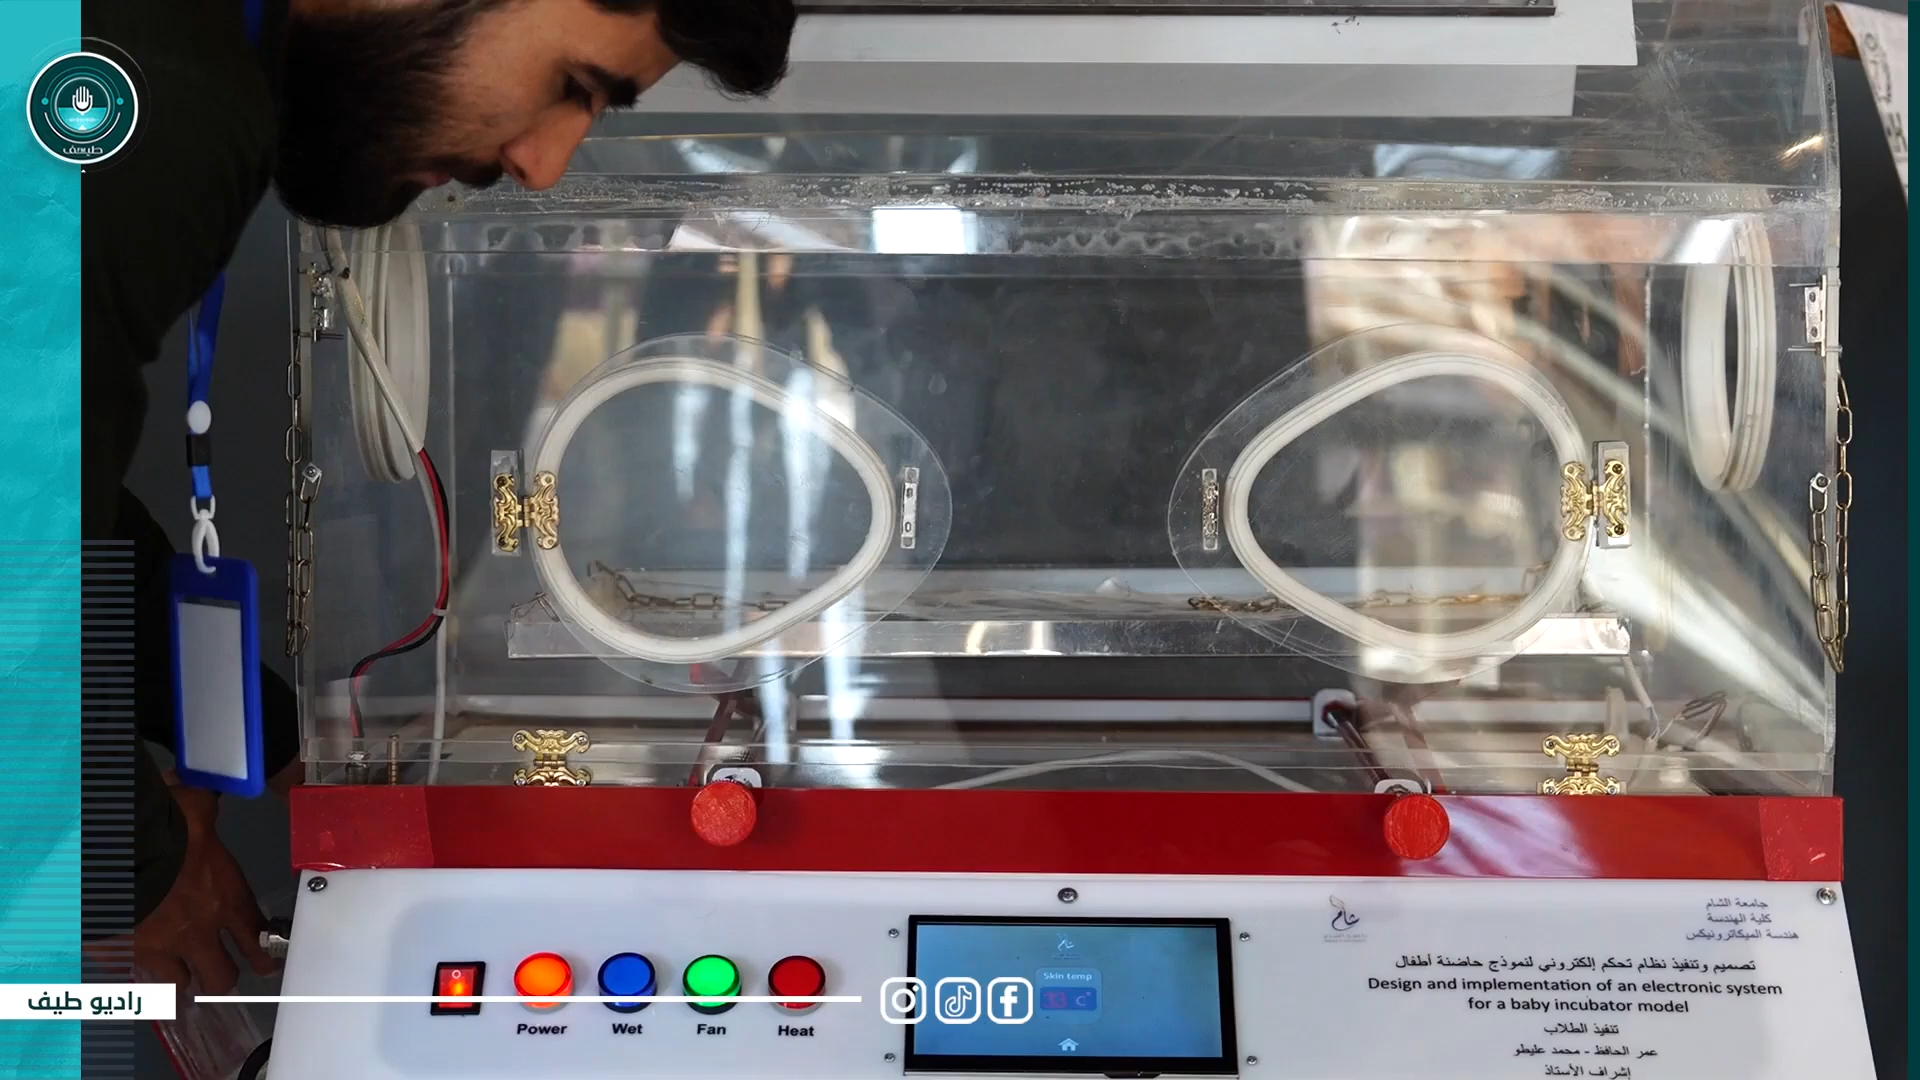 طيف
جامعة الشام
كلية الهندسة
هندسة الميكاترونيكس
شام
تصميم وتنفيذ نظام تحكم إلكتروني لنموذج حاضنة أطفال
Design and implementation of an electronic system
for a baby incubator model
تنفيذ الطلاب
عمر الحافظ - محمد عليطو
إشراف الأستاذ
Skin temp
33 C°
Power
Wet
Fan
Heat
راديو طيف